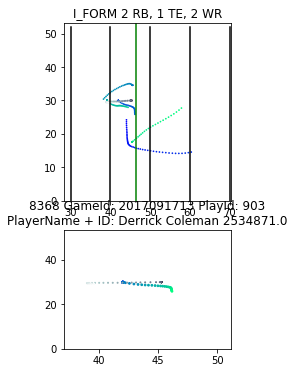 I_FORM 2 RB, 1 TE, 2 WR
50
40
30
20
10
0
30 40 50 60 70
8368 GameId: 2017091713 PlayId: 903
PlayerName + ID: Derrick Coleman 2534871.0
40
20
0
40 45 50